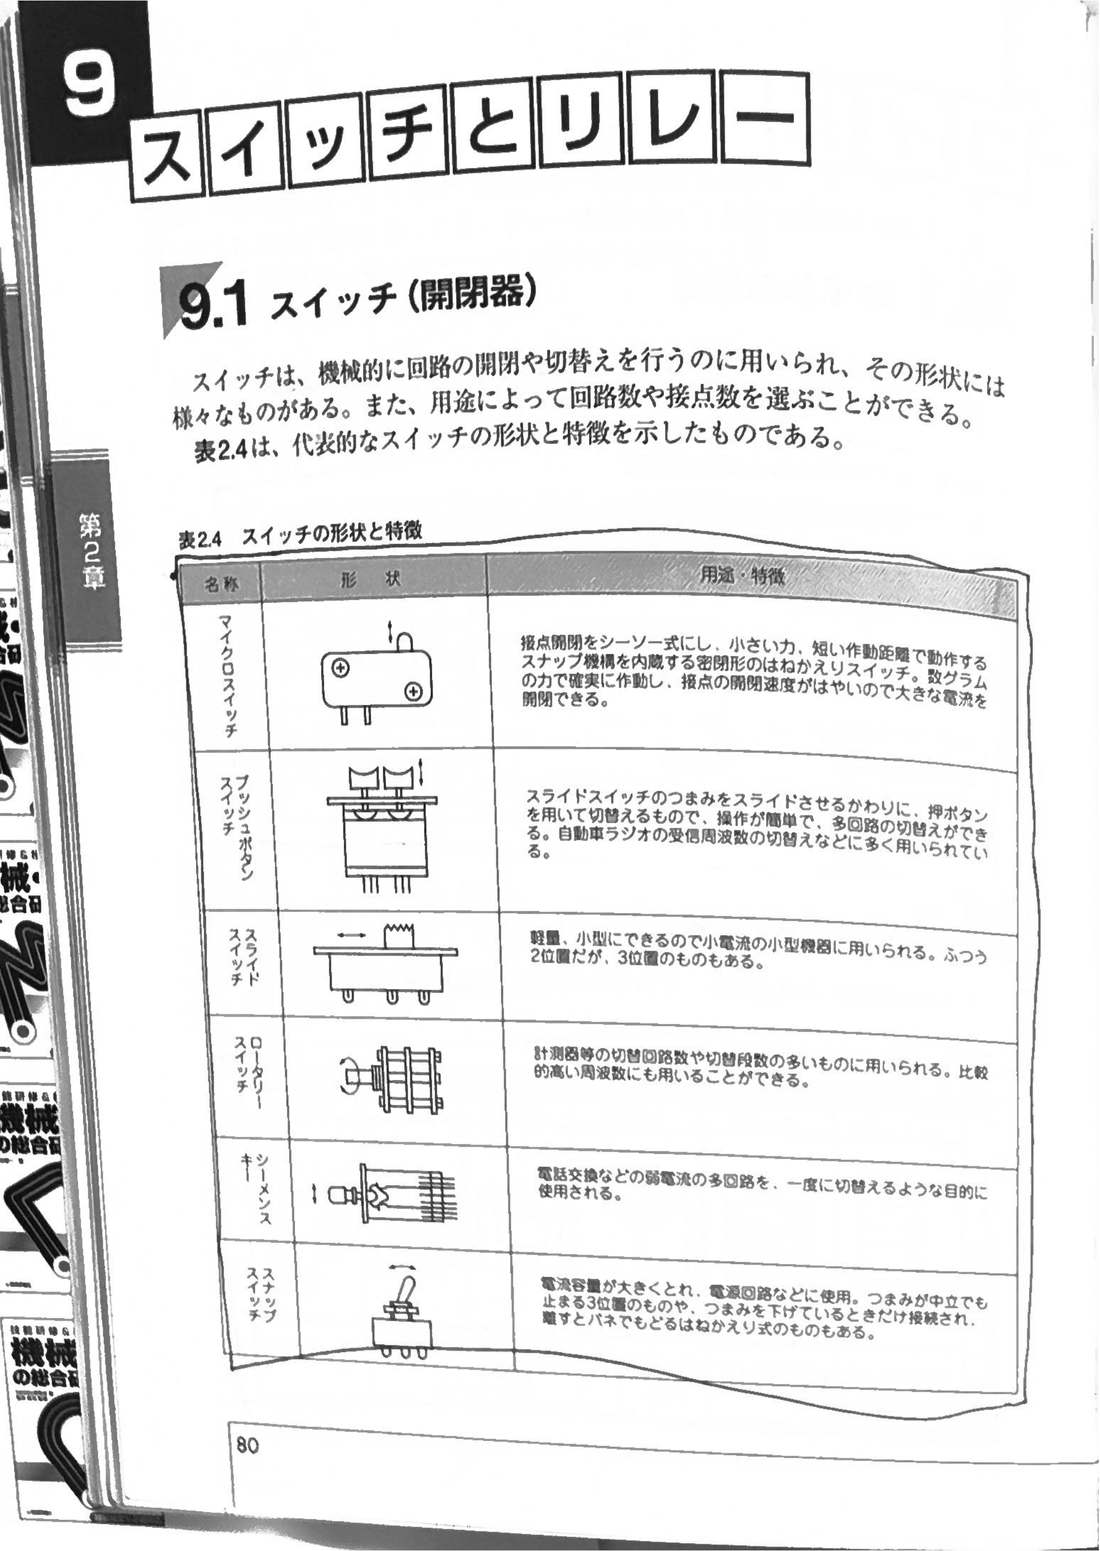 9
スイッチとリレー
9.1 スイッチ(開閉器)
スイッチは、機械的に回路の開閉や切替えを行うのに用いられ、その形状には
様々なものがある。また、用途によって回路数や接点数を選ぶことができる。
表2.4は、代表的なスイッチの形状と特徴を示したものである。
第2章
表2.4 スイッチの形状と特徴
名称 形 状 用途・特徴
マイクロスイッチ
接点開閉をシーソー式にし、小さい力、短い作動距離で動作する
スナップ機構を内蔵する密閉形のはねかえりスイッチ。数グラム
の力で確実に作動し、接点の開閉速度がはやいので大きな電流を
開閉できる。
プッシュボタン
スイッチ
スライドスイッチのつまみをスライドさせるかわりに、押ボタン
を用いて切替えるもので、操作が簡単で、多回路の切替えができ
る。自動車ラジオの受信周波数の切替えなどに多く用いられてい
る。
スライド
スイッチ
軽量、小型にできるので小電流の小型機器に用いられる。ふつう
2位置だが、3位置のものもある。
ロータリー
スイッチ
計測器等の切替回路数や切替段数の多いものに用いられる。比較
的高い周波数にも用いることができる。
シーメンス
キー
電話交換などの弱電流の多回路を、一度に切替えるような目的に
使用される。
スナップ
スイッチ
電流容量が大きくとれ、電源回路などに使用。つまみが中立でも
止まる3位置のものや、つまみを下げているときだけ接続され、
離すとバネでもどるはねかえり式のものもある。
80
機械
の総合